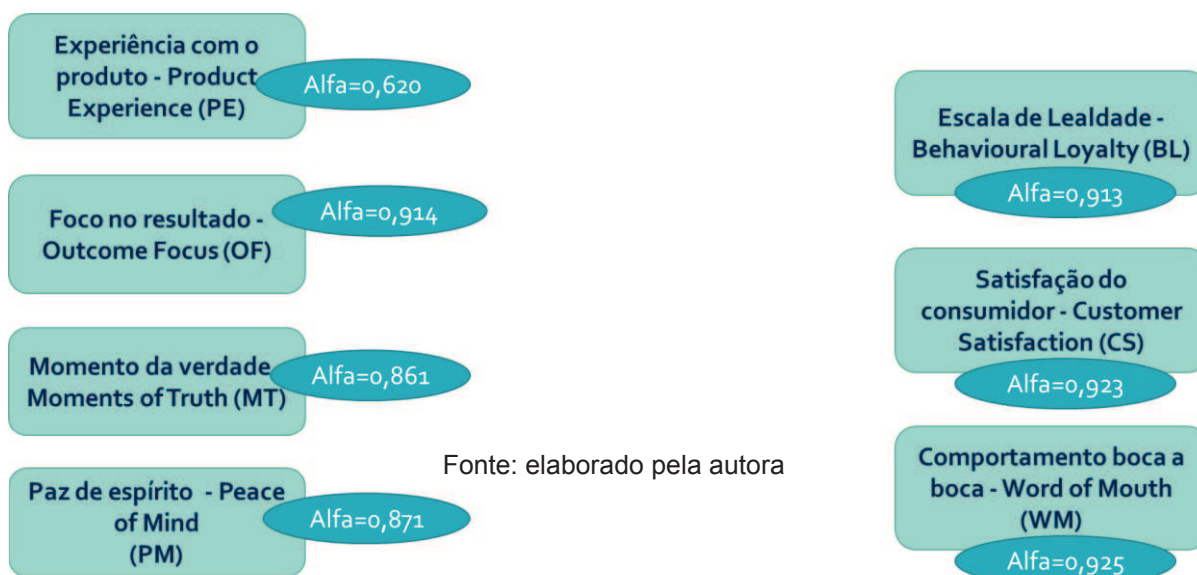 Experiência com o
produto - Product
Experience (PE)
Alfa=0,620
Foco no resultado -
Outcome Focus (OF)
Alfa=0,914
Momento da verdade
Moments of Truth (MT)
Alfa=0,861
Paz de espírito - Peace
of Mind
(PM)
Alfa=0,871
Fonte: elaborado pela autora
Escala de Lealdade -
Behavioural Loyalty (BL)
Alfa=0,913
Satisfação do
consumidor - Customer
Satisfaction (CS)
Alfa=0,923
Comportamento boca a
boca - Word of Mouth
(WM)
Alfa=0,925